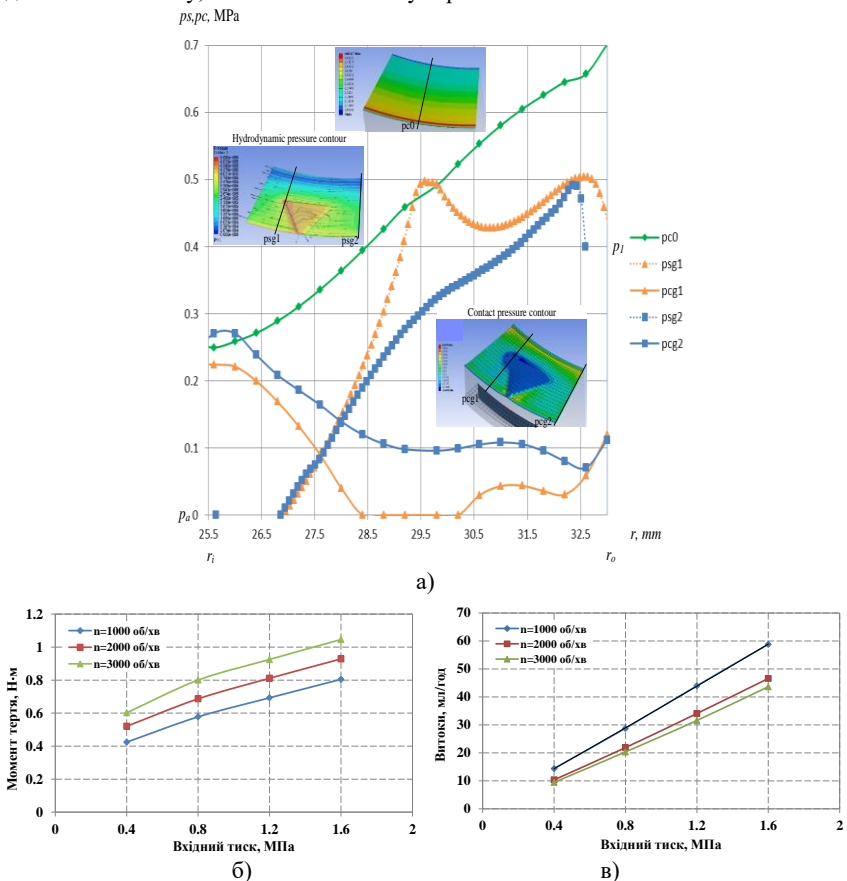 ps,pc, MPa
0.7
0.6
0.5
0.4
0.3
0.2
0.1
pₐ 0
pc0
Hydrodynamic pressure contour
psg1
psg2
Contact pressure contour
pcg1
pcg2
p₁
pc0
psg1
pcg1
psg2
pcg2
25.5 26.5 27.5 28.5 29.5 30.5 31.5 32.5 r, mm
rᵢ rₒ
а)
1.2
1
0.8
0.6
0.4
0.2
0
n=1000 об/хв
n=2000 об/хв
n=3000 об/хв
Момент тертя, Н·м
0 0.4 0.8 1.2 1.6 2
Вхідний тиск, МПа
б)
70
60
50
40
30
20
10
0
n=1000 об/хв
n=2000 об/хв
n=3000 об/хв
Витоки, мл/год
0 0.4 0.8 1.2 1.6 2
Вхідний тиск, МПа
в)